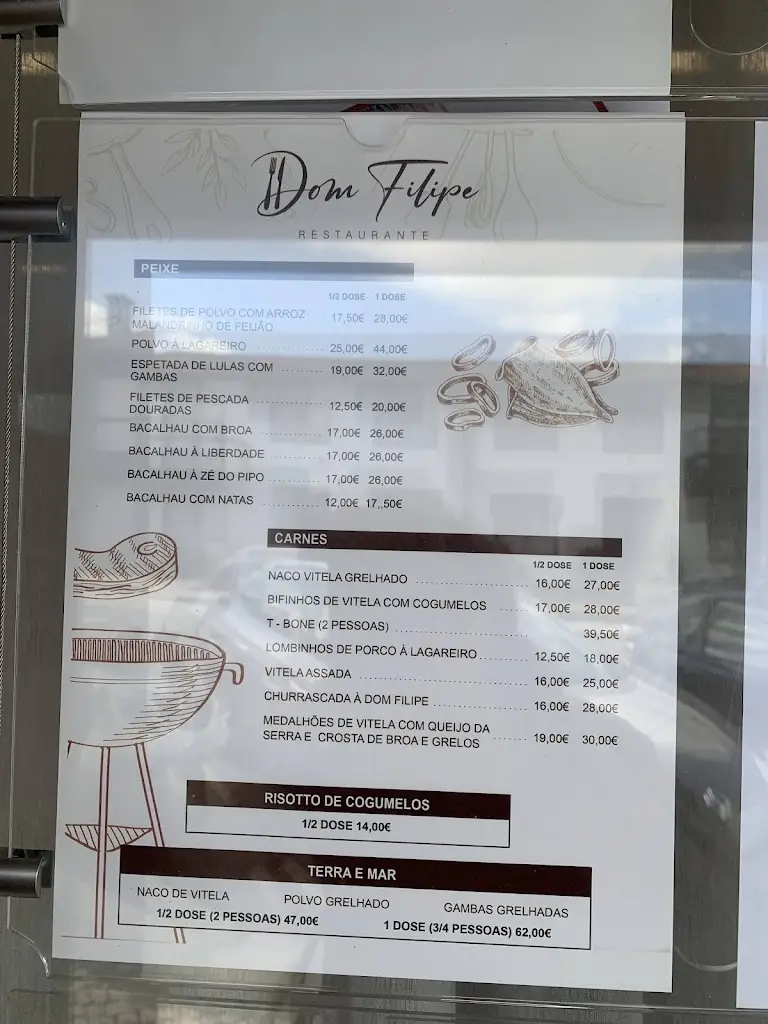 Dom Filipe
RESTAURANTE
PEIXE
1/2 DOSE 1 DOSE
FILETES DE POLVO COM ARROZ
MALANDRINHO DE FEIJÃO 17,50€ 28,00€
POLVO À LAGAREIRO 25,00€ 44,00€
ESPETADA DE LULAS COM
GAMBAS 19,00€ 32,00€
FILETES DE PESCADA
DOURADAS 12,50€ 20,00€
BACALHAU COM BROA 17,00€ 26,00€
BACALHAU À LIBERDADE 17,00€ 26,00€
BACALHAU À ZÉ DO PIPO 17,00€ 26,00€
BACALHAU COM NATAS 12,00€ 17,,50€
CARNES
1/2 DOSE 1 DOSE
NACO VITELA GRELHADO 16,00€ 27,00€
BIFINHOS DE VITELA COM COGUMELOS 17,00€ 28,00€
T - BONE (2 PESSOAS) 39,50€
LOMBINHOS DE PORCO À LAGAREIRO 12,50€ 18,00€
VITELA ASSADA 16,00€ 25,00€
CHURRASCADA À DOM FILIPE 16,00€ 28,00€
MEDALHÕES DE VITELA COM QUEIJO DA
SERRA E CROSTA DE BROA E GRELOS 19,00€ 30,00€
RISOTTO DE COGUMELOS
1/2 DOSE 14,00€
TERRA E MAR
NACO DE VITELA POLVO GRELHADO GAMBAS GRELHADAS
1/2 DOSE (2 PESSOAS) 47,00€ 1 DOSE (3/4 PESSOAS) 62,00€